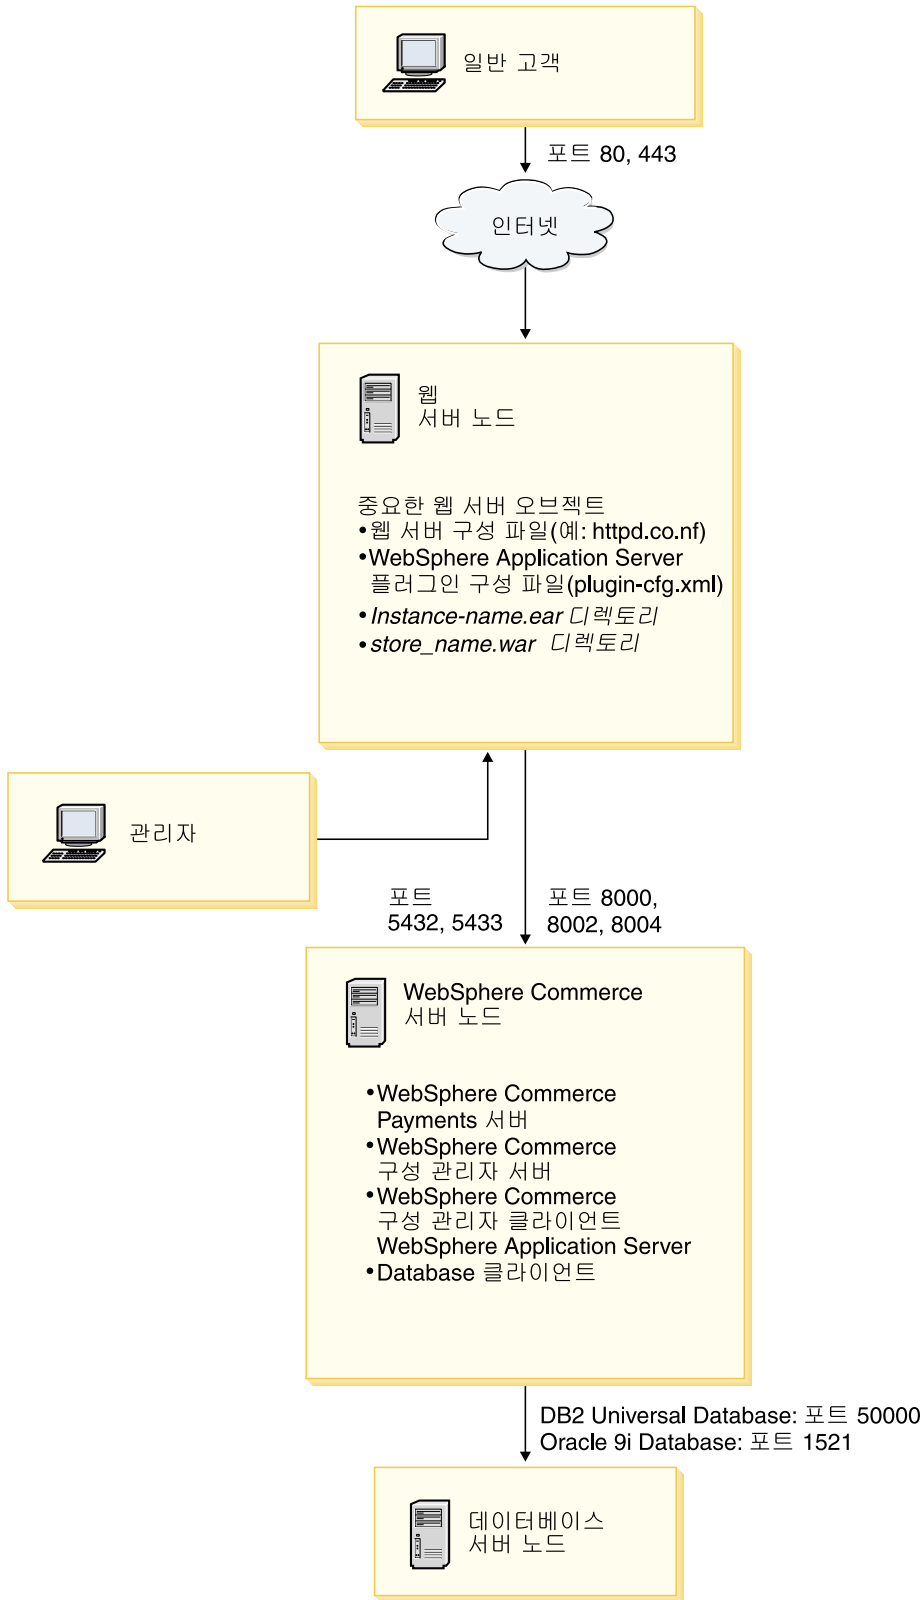 일반 고객
포트 80, 443
인터넷
웹
서버 노드
중요한 웹 서버 오브젝트
•웹 서버 구성 파일(예: httpd.co.nf)
•WebSphere Application Server
플러그인 구성 파일(plugin-cfg.xml)
•Instance-name.ear 디렉토리
•store_name.war 디렉토리
관리자
포트
5432, 5433
포트 8000,
8002, 8004
WebSphere Commerce
서버 노드
•WebSphere Commerce
Payments 서버
•WebSphere Commerce
구성 관리자 서버
•WebSphere Commerce
구성 관리자 클라이언트
WebSphere Application Server
•Database 클라이언트
DB2 Universal Database: 포트 50000
Oracle 9i Database: 포트 1521
데이터베이스
서버 노드